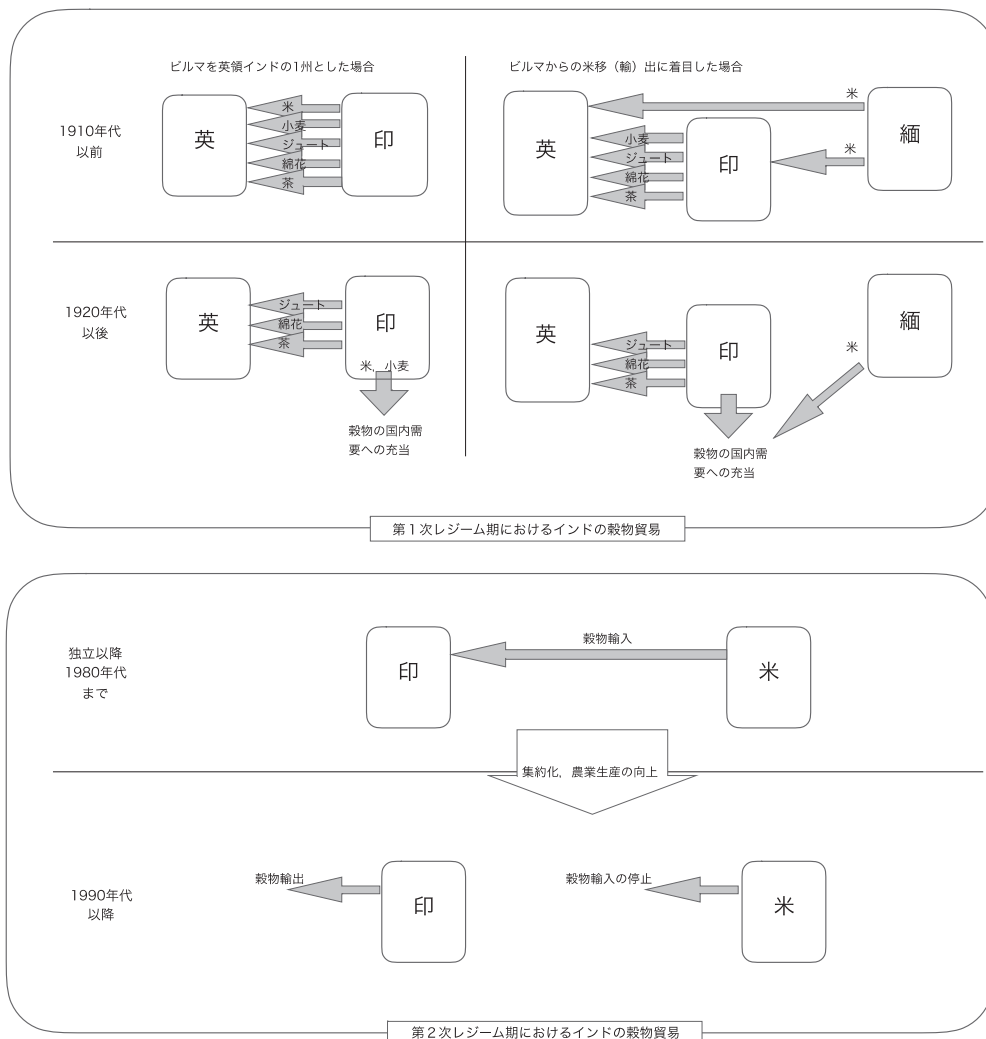 ビルマを英領インドの1州とした場合
ビルマからの米移（輸）出に着目した場合
1910年代
以前
英
米
小麦
ジュート
綿花
茶
印
英
小麦
ジュート
綿花
茶
印
米
米
緬
1920年代
以後
英
ジュート
綿花
茶
印
米，小麦
穀物の国内需
要への充当
英
ジュート
綿花
茶
印
米
緬
穀物の国内需
要への充当
第１次レジーム期におけるインドの穀物貿易
独立以降
1980年代
まで
印
穀物輸入
米
集約化，農業生産の向上
1990年代
以降
穀物輸出
印
穀物輸入の停止
米
第２次レジーム期におけるインドの穀物貿易